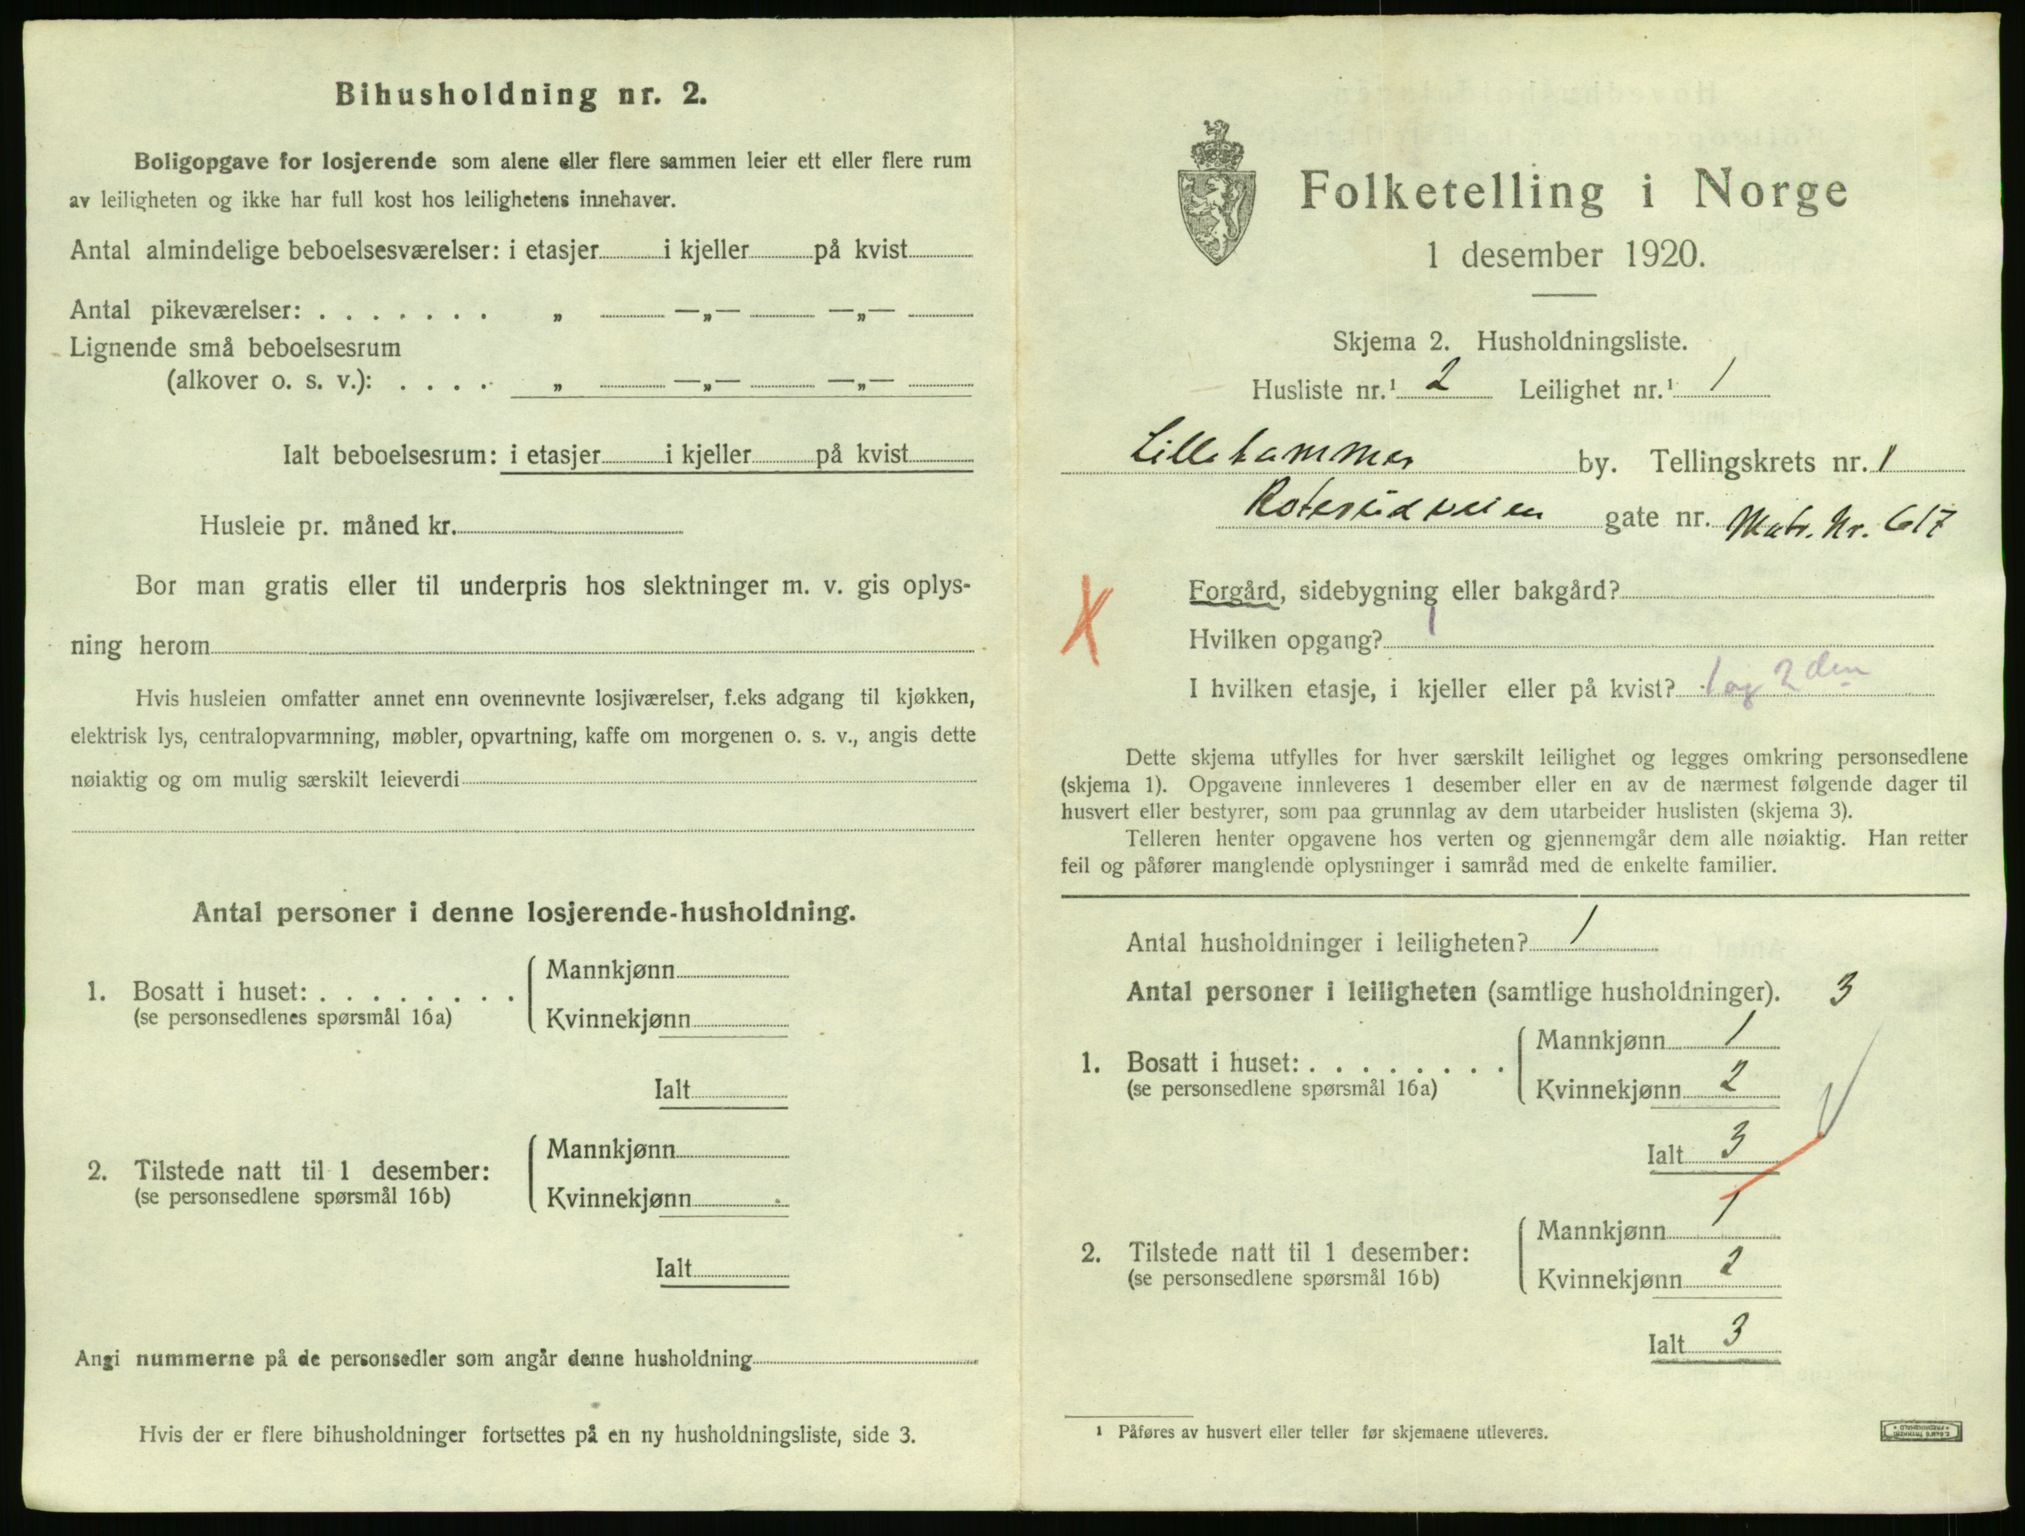 Bihusholdning nr. 2.
Boligopgave for losjerende som alene eller flere sammen leier ett eller flere rum
av leiligheten og ikke har full kost hos leilighetens innehaver.
Antal almindelige beboelsesværelser: i etasjer i kjeller på kvist
Antal pikeværelser: . . . . . . . „ —„— —„—
Lignende små beboelsesrum
(alkover o. s. v.): . . . . „ —„— —„—
Ialt beboelsesrum: i etasjer i kjeller på kvist
Husleie pr. måned kr.
Bor man gratis eller til underpris hos slektninger m. v. gis oplys-
ning herom
Hvis husleien omfatter annet enn ovennevnte losjiværelser, f.eks adgang til kjøkken,
elektrisk lys, centralopvarmning, møbler, opvartning, kaffe om morgenen o. s. v., angis dette
nøiaktig og om mulig særskilt leieverdi
Antal personer i denne losjerende-husholdning.
Mannkjønn
1. Bosatt i huset: . . . . . . . .
(se personsedlenes spørsmål 16a)
Kvinnekjønn
Ialt
Mannkjønn
2. Tilstede natt til 1 desember:
(se personsedlene spørsmål 16b)
Kvinnekjønn
Ialt
Angi nummerne på de personsedler som angår denne husholdning
Hvis der er flere bihusholdninger fortsettes på en ny husholdningsliste, side 3.
Folketelling i Norge
1 desember 1920.
Skjema 2. Husholdningsliste.
Husliste nr.¹ 2 Leilighet nr.¹ 1
Lillehammer by. Tellingskrets nr. 1
Roterudveien gate nr. Matr. Nr. 617
X
Forgård, sidebygning eller bakgård?
Hvilken opgang? 1
I hvilken etasje, i kjeller eller på kvist? 1 og 2 den
Dette skjema utfylles for hver særskilt leilighet og legges omkring personsedlene
(skjema 1). Opgavene innleveres 1 desember eller en av de nærmest følgende dager til
husvert eller bestyrer, som paa grunnlag av dem utarbeider huslisten (skjema 3).
Telleren henter opgavene hos verten og gjennemgår dem alle nøiaktig. Han retter
feil og påfører manglende oplysninger i samråd med de enkelte familier.
Antal husholdninger i leiligheten? 1
Antal personer i leiligheten (samtlige husholdninger). 3
Mannkjønn 1
1. Bosatt i huset: . . . . . . . .
(se personsedlene spørsmål 16a)
Kvinnekjønn 2
Ialt 3
Mannkjønn 1
2. Tilstede natt til 1 desember:
(se personsedlene spørsmål 16b)
Kvinnekjønn 2
Ialt 3
¹ Påføres av husvert eller teller før skjemaene utleveres.